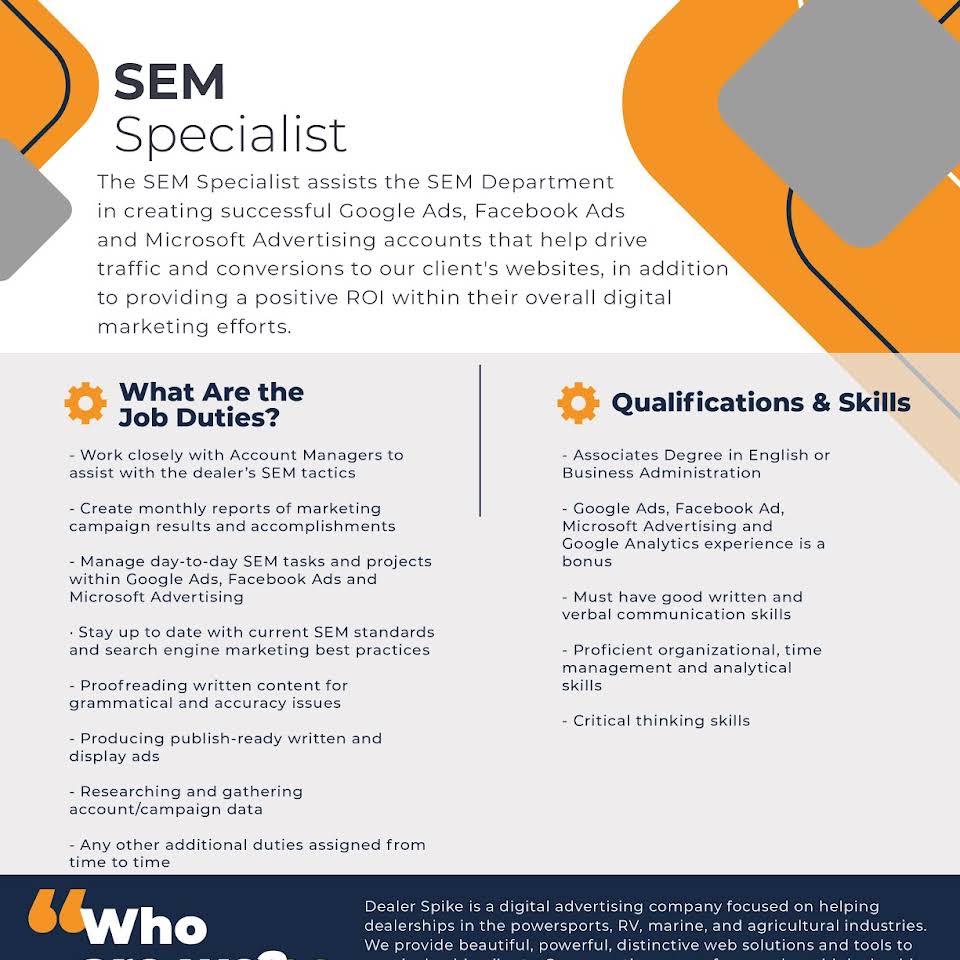 SEM
Specialist
The SEM Specialist assists the SEM Department
in creating successful Google Ads, Facebook Ads
and Microsoft Advertising accounts that help drive
traffic and conversions to our client's websites, in addition
to providing a positive ROI within their overall digital
marketing efforts.
What Are the
Job Duties?
- Work closely with Account Managers to
assist with the dealer’s SEM tactics
- Create monthly reports of marketing
campaign results and accomplishments
- Manage day-to-day SEM tasks and projects
within Google Ads, Facebook Ads and
Microsoft Advertising
· Stay up to date with current SEM standards
and search engine marketing best practices
- Proofreading written content for
grammatical and accuracy issues
- Producing publish-ready written and
display ads
- Researching and gathering
account/campaign data
- Any other additional duties assigned from
time to time
Qualifications & Skills
- Associates Degree in English or
Business Administration
- Google Ads, Facebook Ad,
Microsoft Advertising and
Google Analytics experience is a
bonus
- Must have good written and
verbal communication skills
- Proficient organizational, time
management and analytical
skills
- Critical thinking skills
“Who
are we?
Dealer Spike is a digital advertising company focused on helping
dealerships in the powersports, RV, marine, and agricultural industries.
We provide beautiful, powerful, distinctive web solutions and tools to